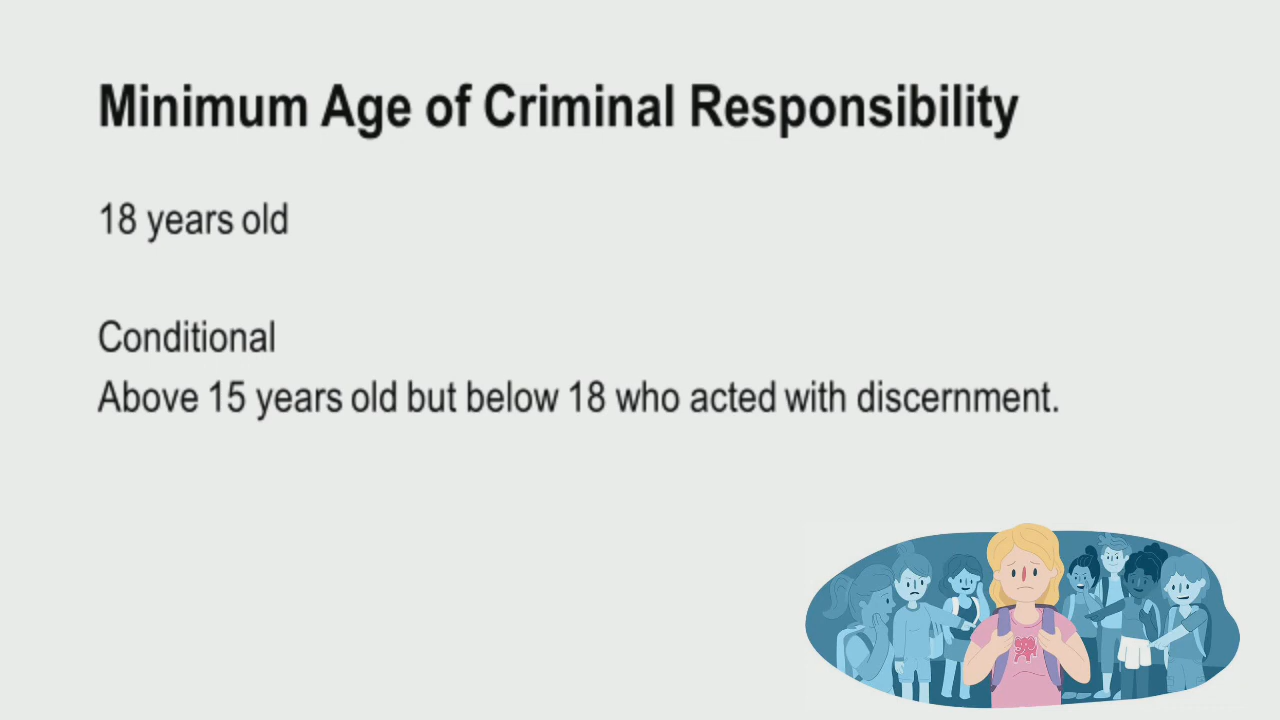 Minimum Age of Criminal Responsibility
18 years old
Conditional
Above 15 years old but below 18 who acted with discernment.